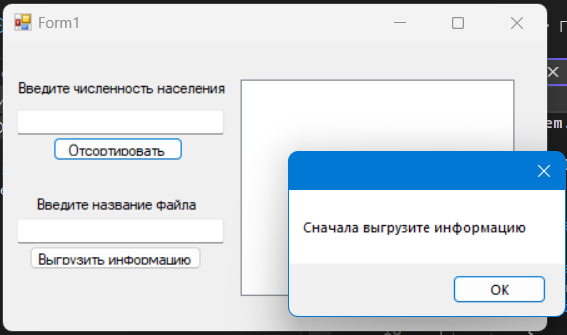 Form1
Введите численность населения
Отсортировать
Введите название файла
Выгрузить информацию
Сначала выгрузите информацию
OK